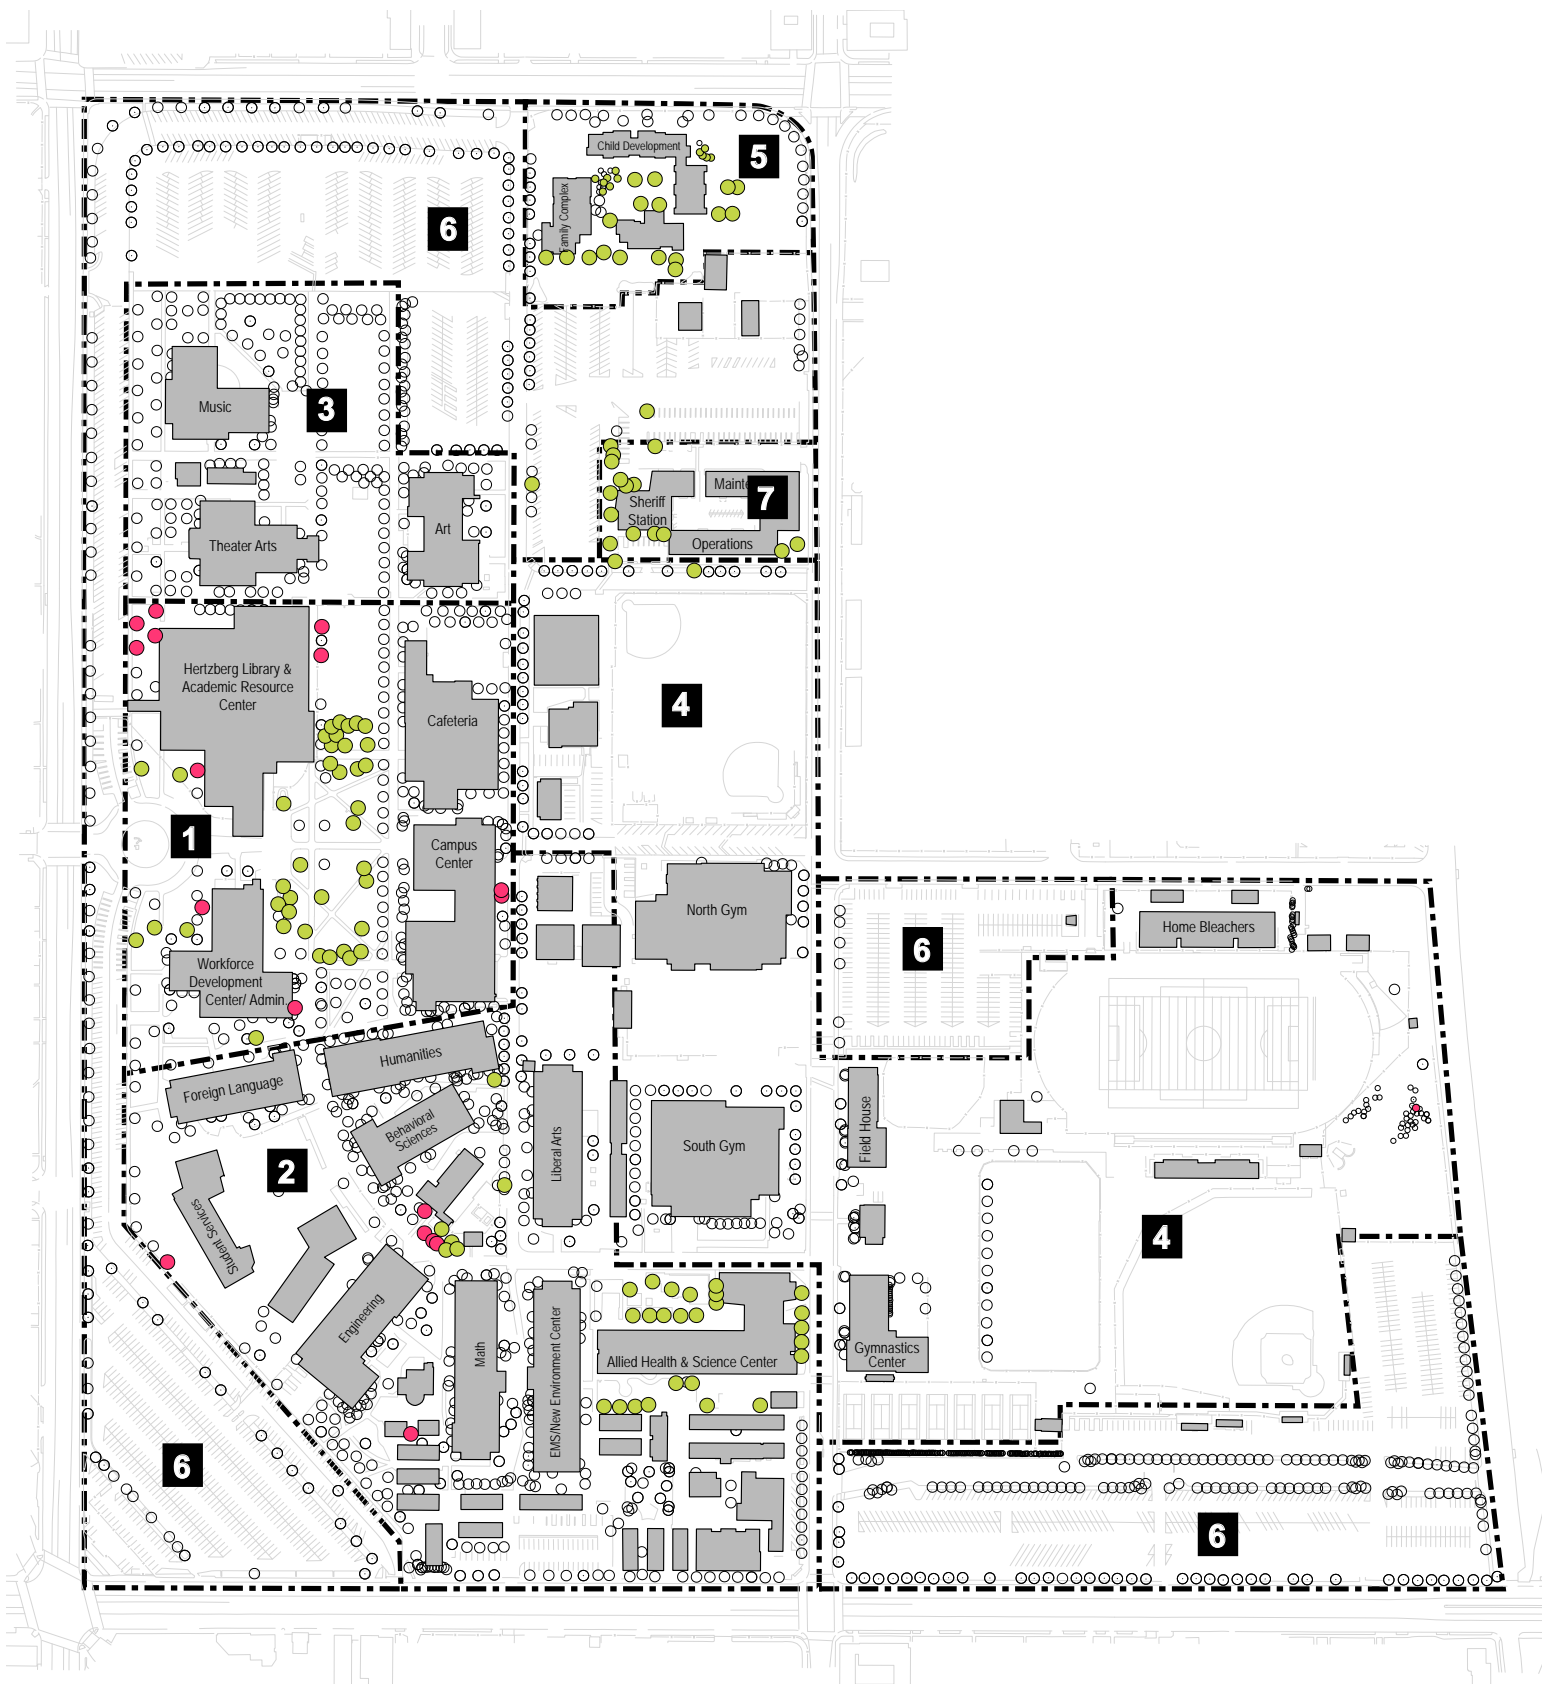 Child Development
5
Family Complex
6
Music
3
Sheriff
Station
Mainte
7
Operations
Art
Theater Arts
Hertzberg Library &
Academic Resource
Center
Cafeteria
4
1
Campus
Center
North Gym
6
Home Bleachers
Workforce
Development
Center/ Admin.
Humanities
Foreign Language
Behavioral
Sciences
Liberal Arts
South Gym
Field House
2
Student Services
4
Engineering
Math
EMS/New Environment Center
Allied Health & Science Center
Gymnastics
Center
6
6